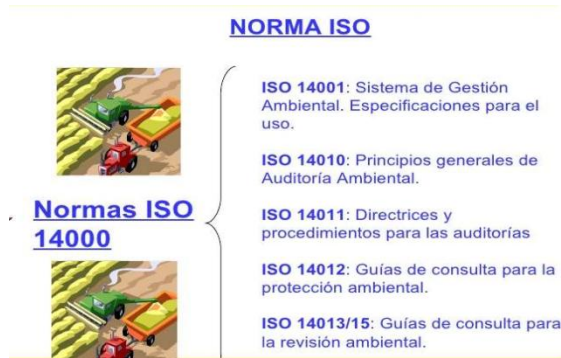 NORMA ISO
ISO 14001: Sistema de Gestión
Ambiental. Especificaciones para el
uso.
ISO 14010: Principios generales de
Auditoría Ambiental.
Normas ISO
14000
ISO 14011: Directrices y
procedimientos para las auditorías
ISO 14012: Guías de consulta para la
protección ambiental.
ISO 14013/15: Guías de consulta para
la revisión ambiental.